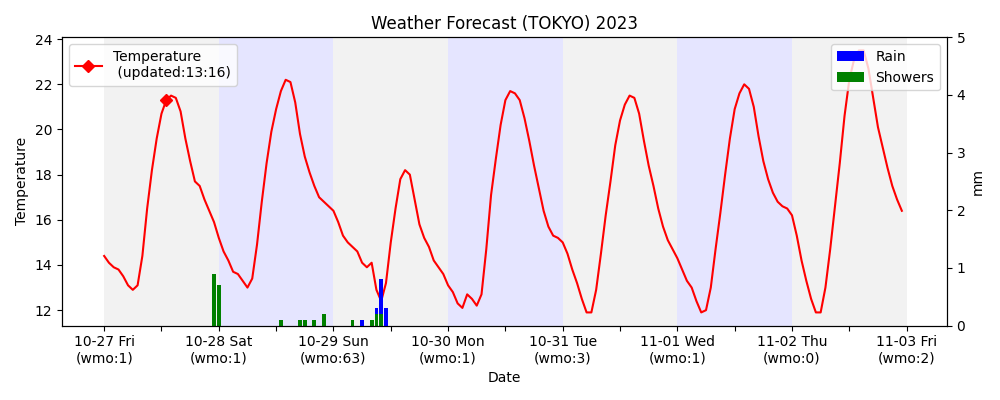 Weather Forecast (TOKYO) 2023
Temperature
(updated:13:16)
Rain
Showers
Temperature
24
22
20
18
16
14
12
5
4
3
2
1
0
mm
10-27 Fri
(wmo:1)
10-28 Sat
(wmo:1)
10-29 Sun
(wmo:63)
10-30 Mon
(wmo:1)
10-31 Tue
(wmo:3)
11-01 Wed
(wmo:1)
11-02 Thu
(wmo:0)
11-03 Fri
(wmo:2)
Date